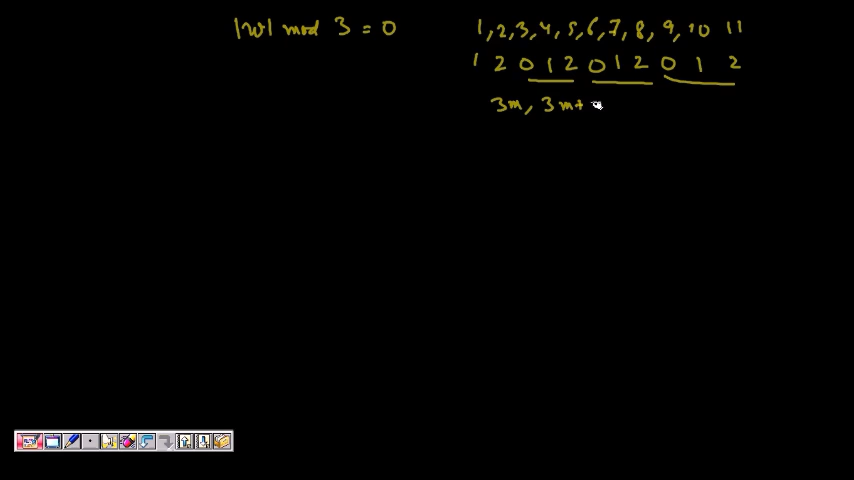 |w| mod 3 = 0
1, 2, 3, 4, 5, 6, 7, 8, 9, 10 11
1 2 0 1 2 0 1 2 0 1 2
3m, 3m+